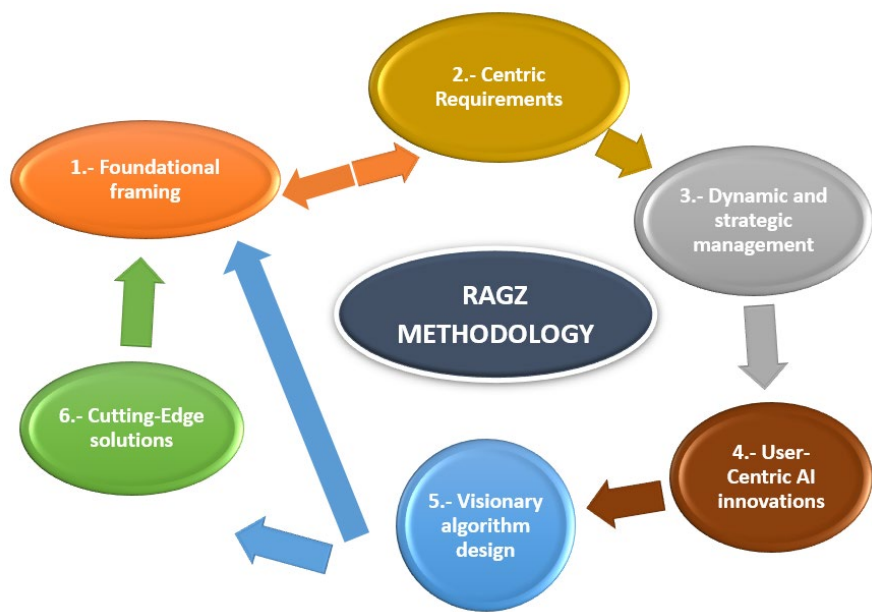 1.- Foundational
framing
2.- Centric
Requirements
3.- Dynamic and
strategic
management
RAGZ
METHODOLOGY
4.- User-
Centric AI
innovations
5.- Visionary
algorithm
design
6.- Cutting-Edge
solutions